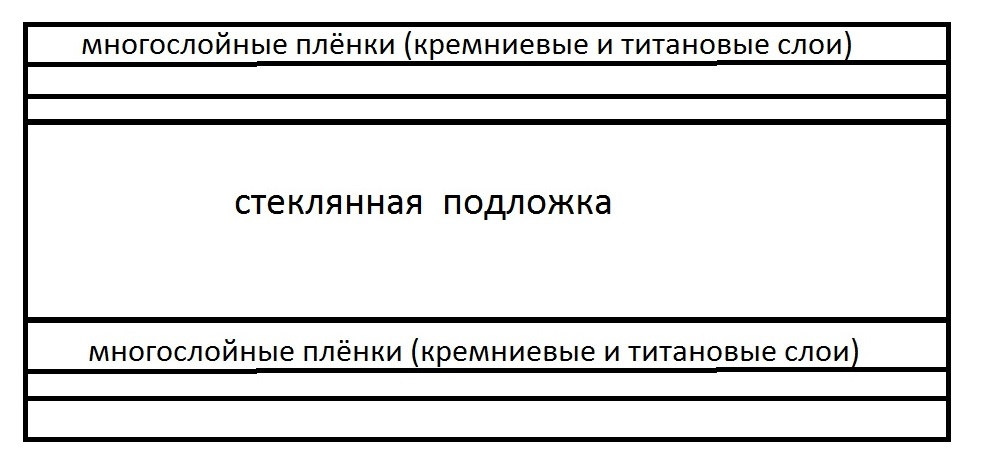 многослойные плёнки (кремниевые и титановые слои)
стеклянная подложка
многослойные плёнки (кремниевые и титановые слои)